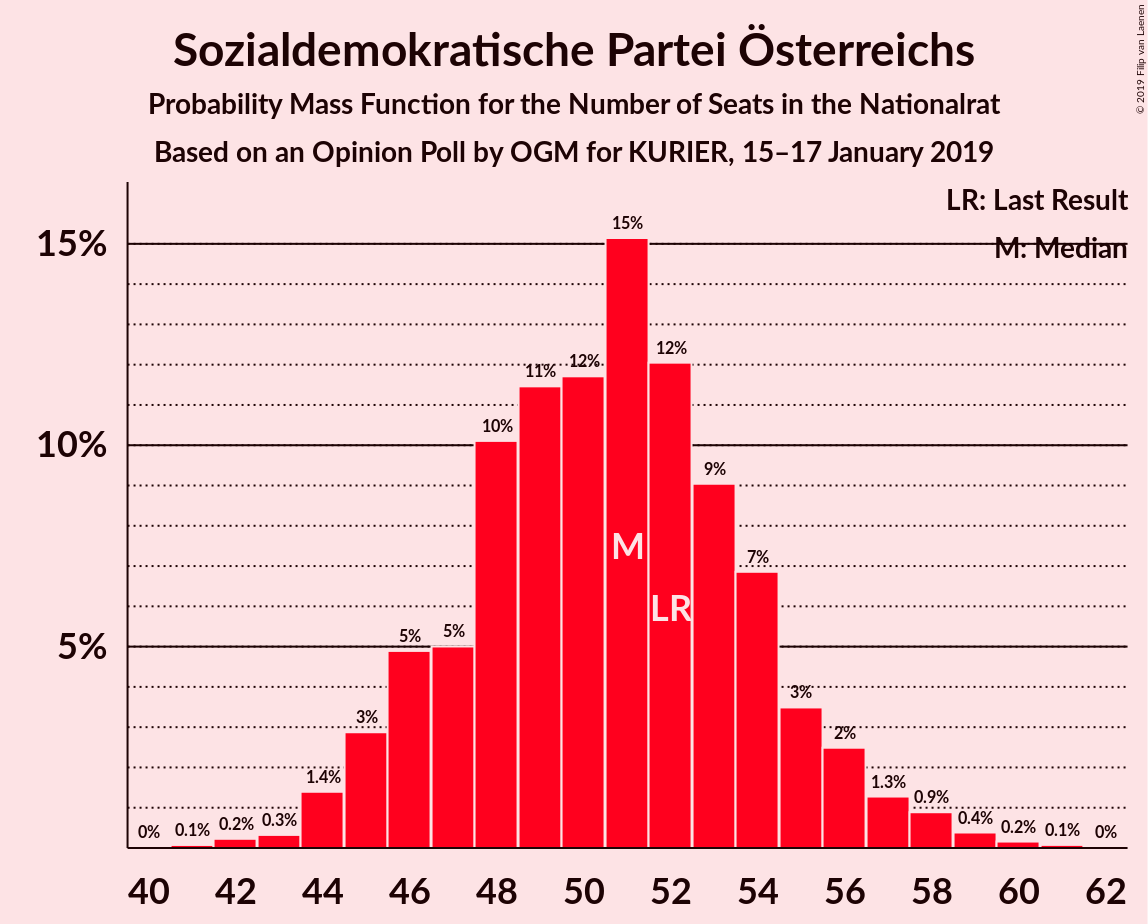 Sozialdemokratische Partei Österreichs
Probability Mass Function for the Number of Seats in the Nationalrat
Based on an Opinion Poll by OGM for KURIER, 15–17 January 2019
© 2019 Filip van Laenen
LR: Last Result
M: Median
15%
10%
5%
0%
0.1%
0.2%
0.3%
1.4%
3%
5%
5%
10%
11%
12%
15%
12%
9%
7%
3%
2%
1.3%
0.9%
0.4%
0.2%
0.1%
0%
M
LR
40 42 44 46 48 50 52 54 56 58 60 62